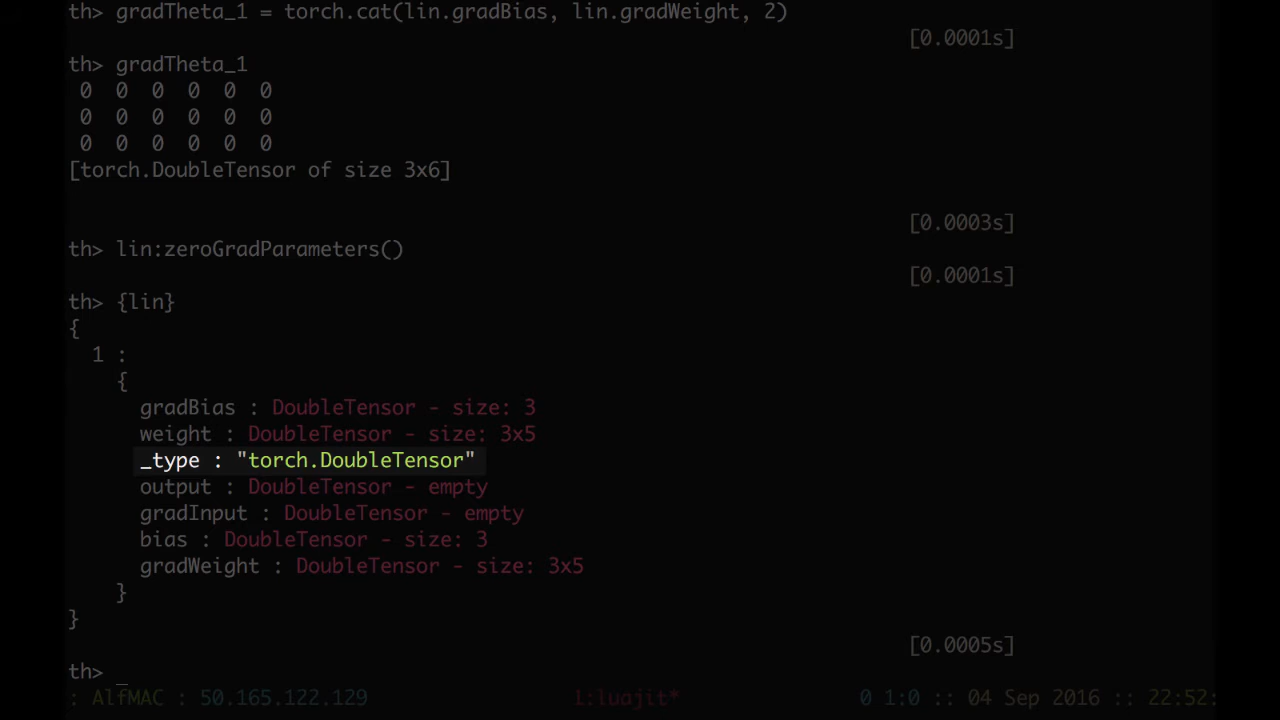 th> gradTheta_1 = torch.cat(lin.gradBias, lin.gradWeight, 2)
[0.0001s]
th> gradTheta_1
0 0 0 0 0 0
0 0 0 0 0 0
0 0 0 0 0 0
[torch.DoubleTensor of size 3x6]
[0.0003s]
th> lin:zeroGradParameters()
[0.0001s]
th> {lin}
{
1 :
{
gradBias : DoubleTensor - size: 3
weight : DoubleTensor - size: 3x5
_type : "torch.DoubleTensor"
output : DoubleTensor - empty
gradInput : DoubleTensor - empty
bias : DoubleTensor - size: 3
gradWeight : DoubleTensor - size: 3x5
}
}
[0.0005s]
th> _
: AlfMAC : 50.165.122.129 1:luajit* 0 1:0 :: 04 Sep 2016 :: 22:52: